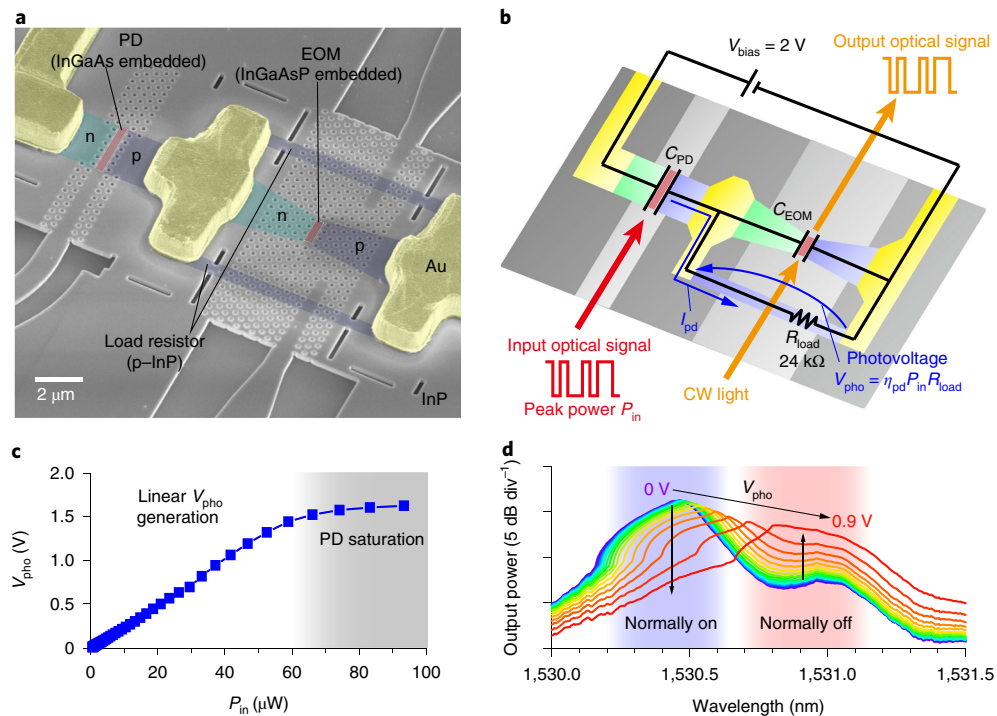 a
PD
(InGaAs embedded)
EOM
(InGaAsP embedded)
n
p
n
p
Au
Load resistor
(p–InP)
2 μm
InP
b
V_bias = 2 V
Output optical signal
C_PD
C_EOM
I_pd
R_load
24 kΩ
Photovoltage
V_pho = η_pd P_in R_load
Input optical signal
Peak power P_in
CW light
c
2.0
1.5
1.0
0.5
0
V_pho (V)
Linear V_pho
generation
PD saturation
0
20
40
60
80
100
P_in (μW)
d
Output power (5 dB div⁻¹)
0 V
V_pho
0.9 V
Normally on
Normally off
1,530.0
1,530.5
1,531.0
1,531.5
Wavelength (nm)